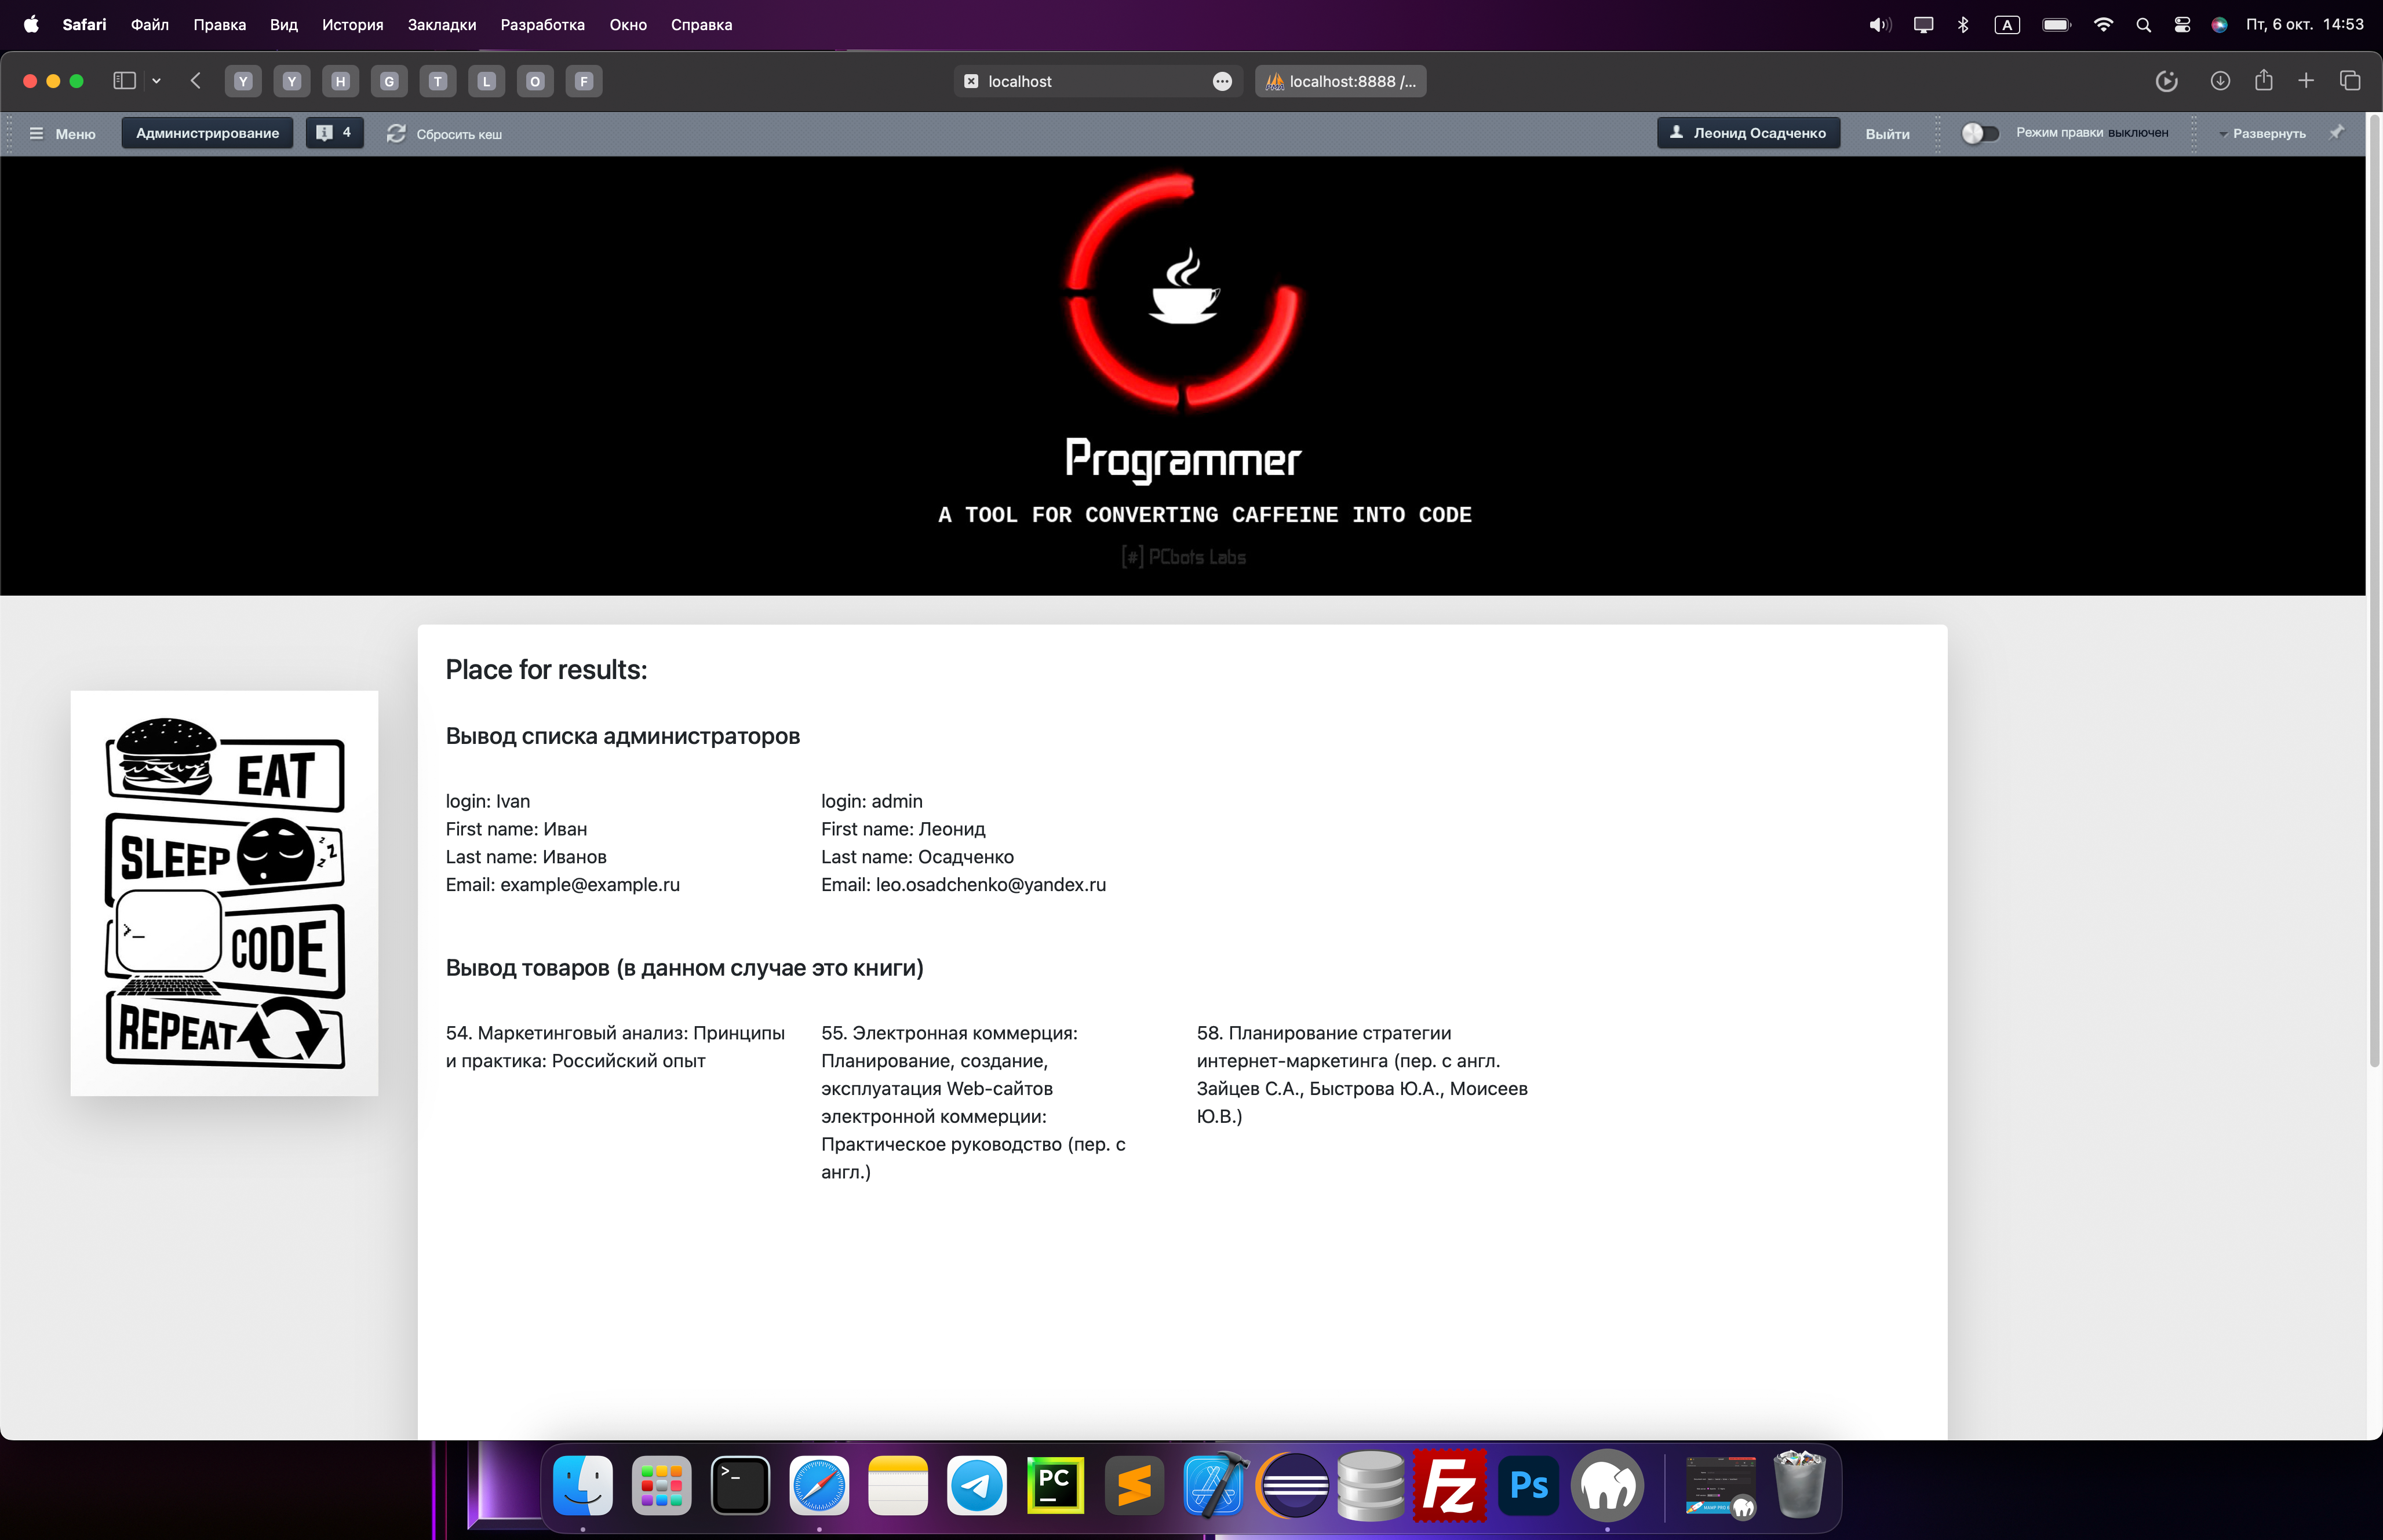 Safari Файл Правка Вид История Закладки Разработка Окно Справка A Пт, 6 окт. 14:53
Y Y H G T L O F localhost localhost:8888 /...
Меню Администрирование 4 Сбросить кеш Леонид Осадченко Выйти Режим правки выключен Развернуть
Programmer
A TOOL FOR CONVERTING CAFFEINE INTO CODE
[#] PCbots Labs
EAT
SLEEP z z z
>_ CODE
REPEAT
Place for results:
Вывод списка администраторов
login: Ivan
First name: Иван
Last name: Иванов
Email: example@example.ru
login: admin
First name: Леонид
Last name: Осадченко
Email: leo.osadchenko@yandex.ru
Вывод товаров (в данном случае это книги)
54. Маркетинговый анализ: Принципы
и практика: Российский опыт
55. Электронная коммерция:
Планирование, создание,
эксплуатация Web-сайтов
электронной коммерции:
Практическое руководство (пер. с
англ.)
58. Планирование стратегии
интернет-маркетинга (пер. с англ.
Зайцев С.А., Быстрова Ю.А., Моисеев
Ю.В.)
>_ PC S Fz Ps